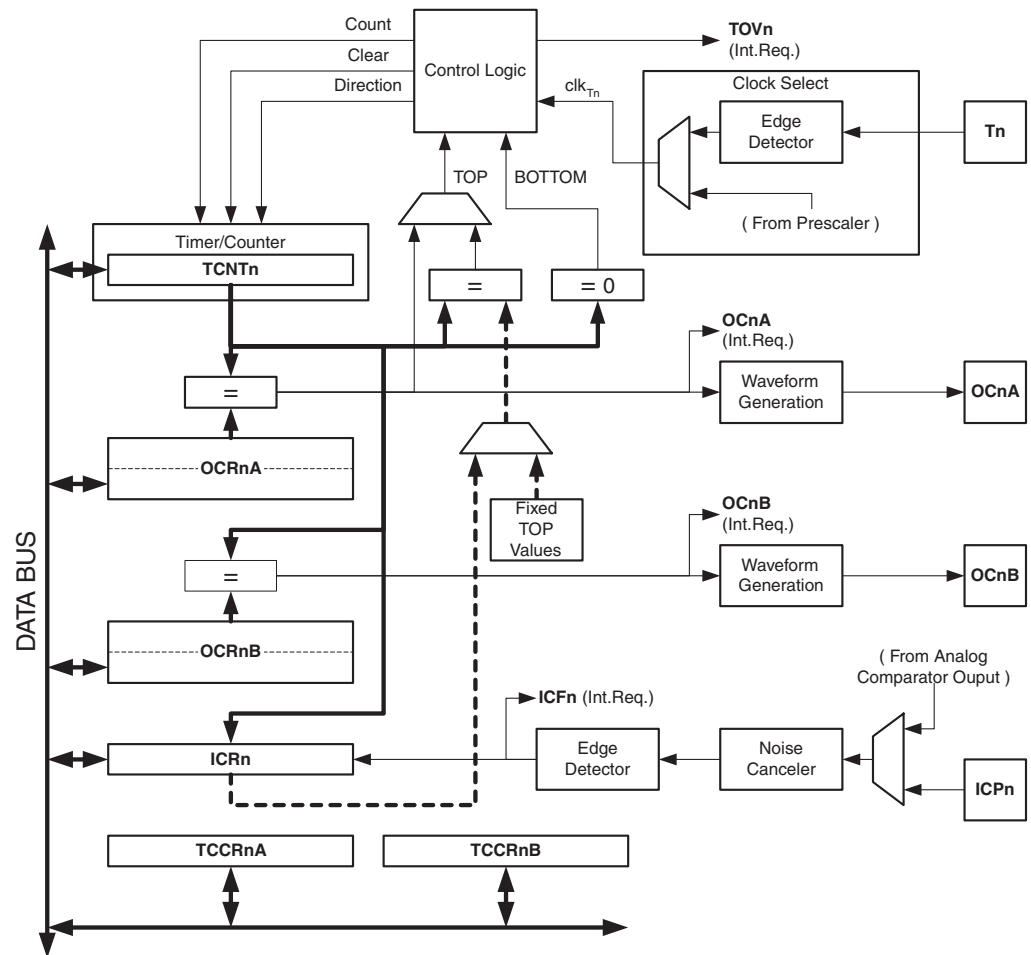 Count
Clear
Direction
Control Logic
TOVn
(Int.Req.)
clkTn
Clock Select
Edge
Detector
Tn
( From Prescaler )
TOP
BOTTOM
Timer/Counter
TCNTn
=
= 0
OCnA
(Int.Req.)
=
Waveform
Generation
OCnA
OCRnA
Fixed
TOP
Values
OCnB
(Int.Req.)
=
Waveform
Generation
OCnB
DATA BUS
OCRnB
( From Analog
Comparator Ouput )
ICFn (Int.Req.)
ICRn
Edge
Detector
Noise
Canceler
ICPn
TCCRnA
TCCRnB